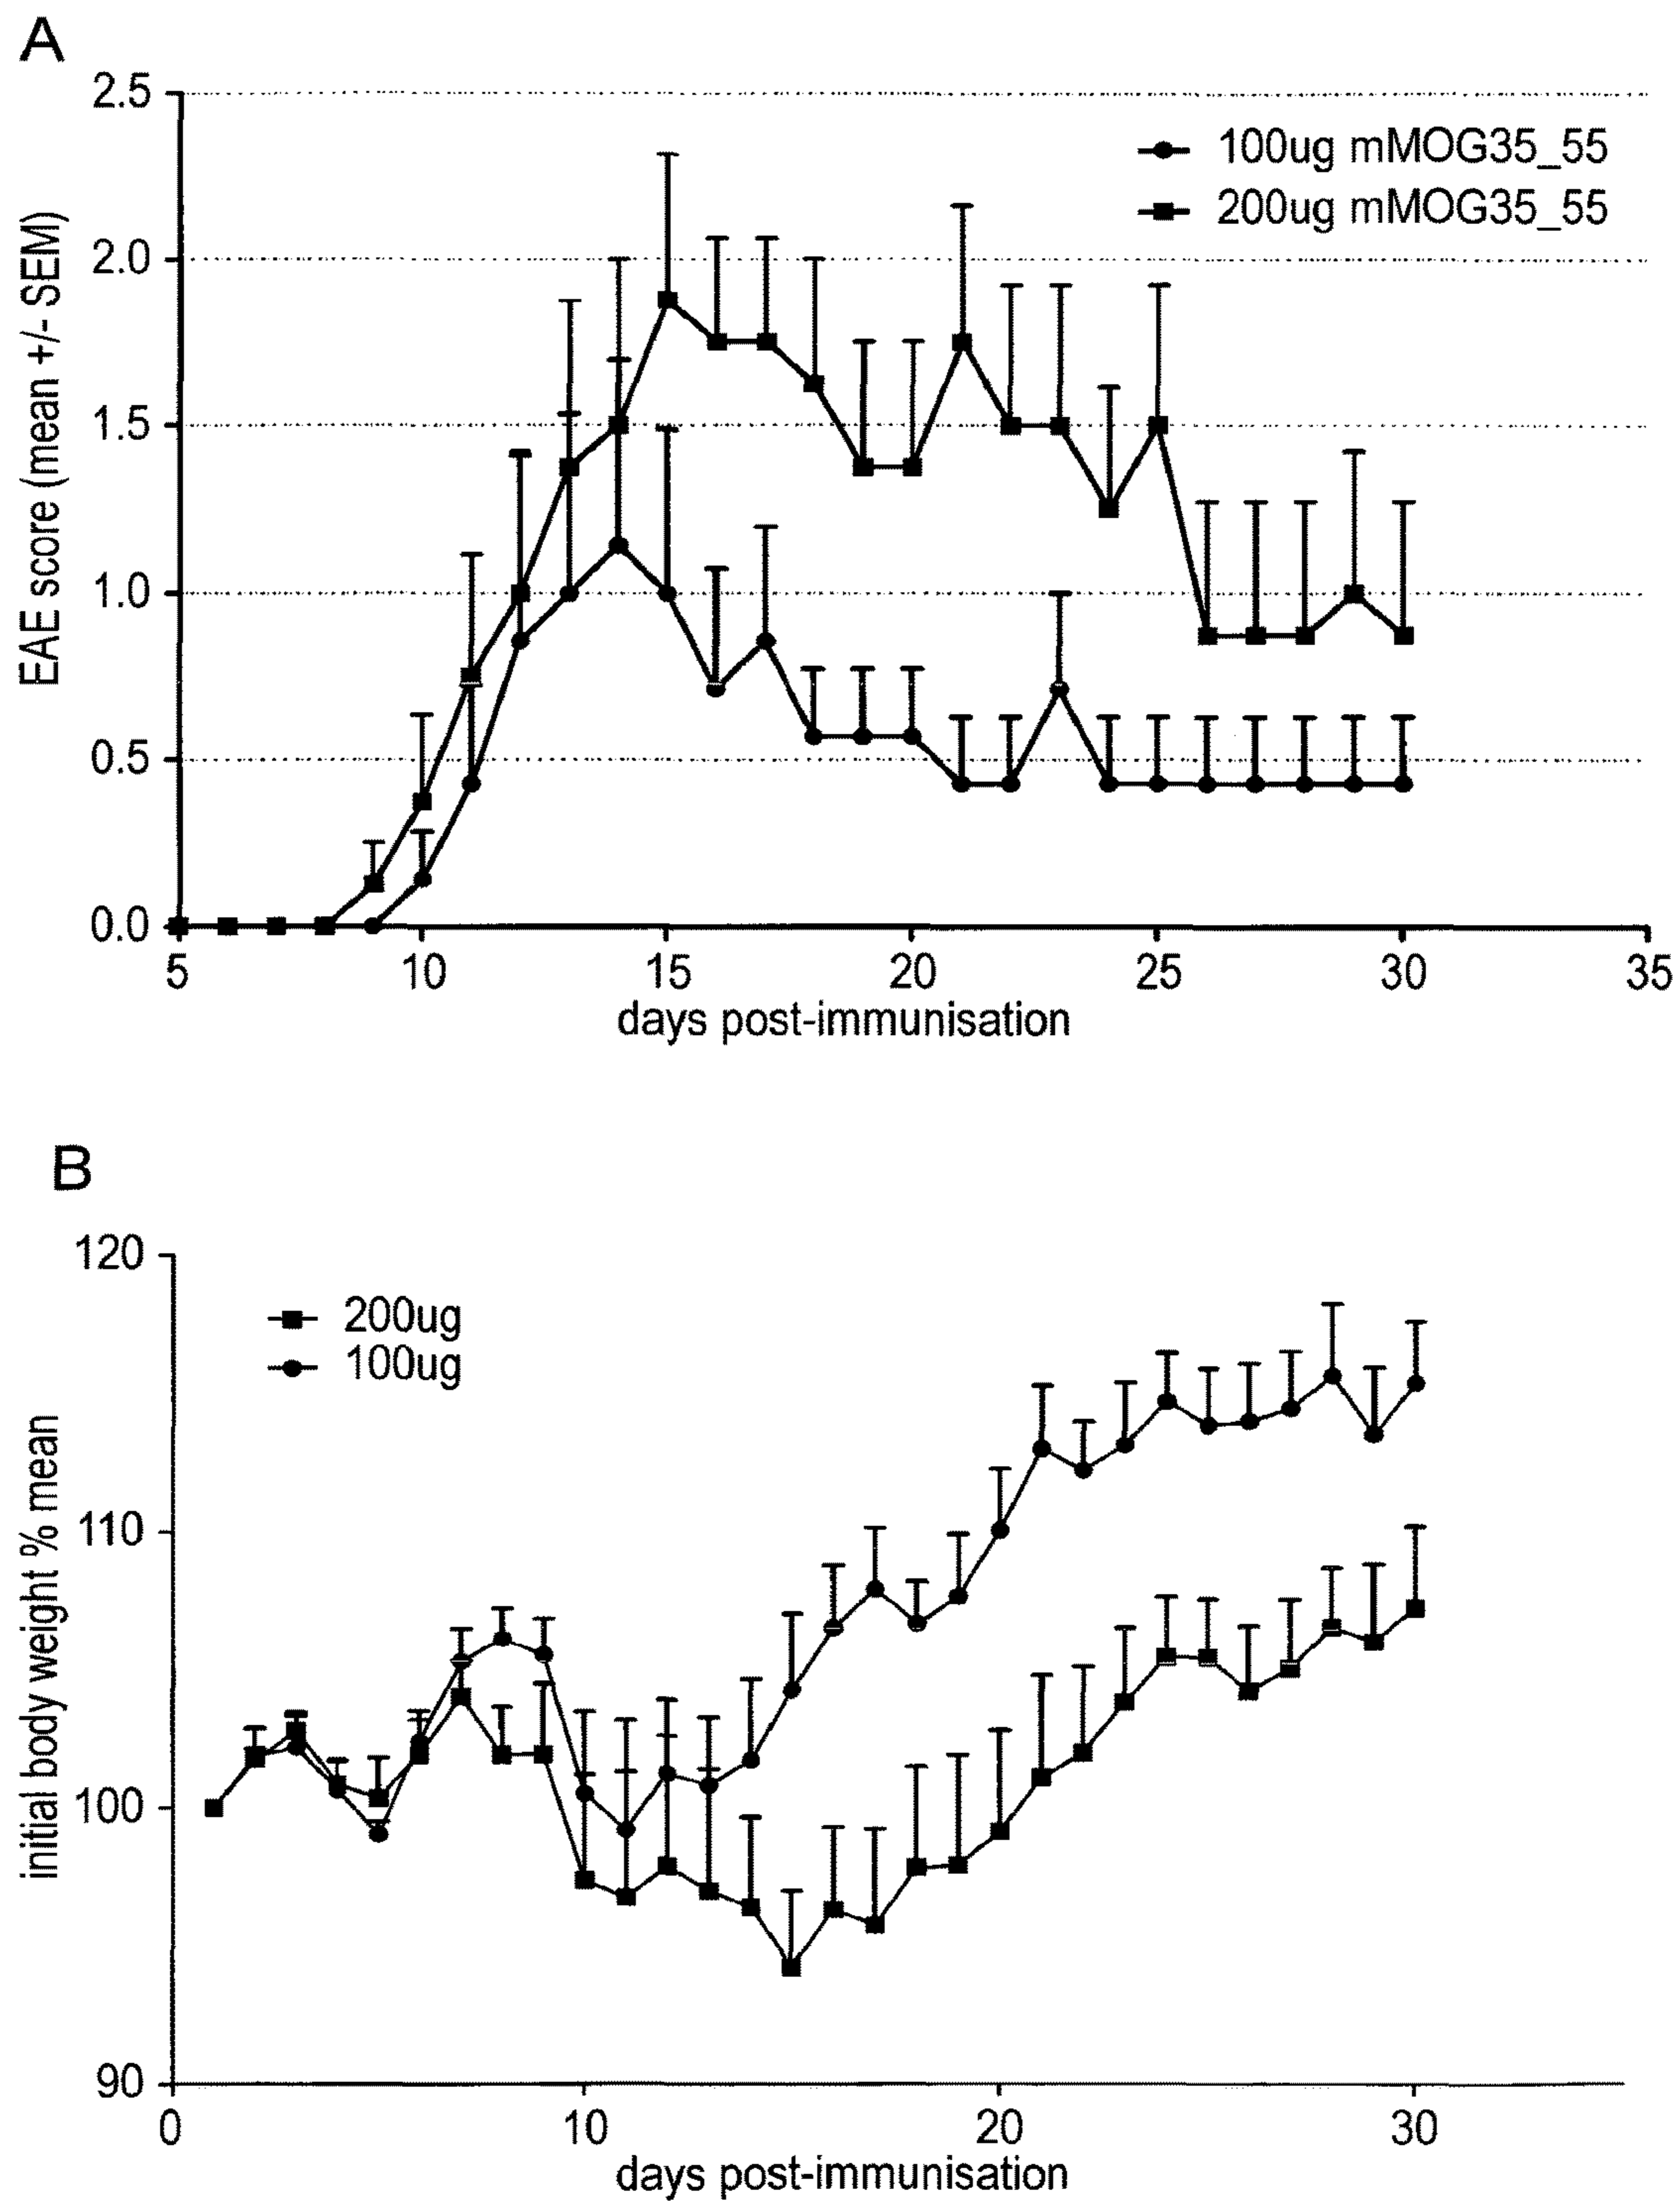 A
2.5
2.0
1.5
1.0
0.5
0.0
EAE score (mean +/- SEM)
100ug mMOG35_55
200ug mMOG35_55
5 10 15 20 25 30 35
days post-immunisation
B
120
110
100
90
initial body weight % mean
200ug
100ug
0 10 20 30
days post-immunisation